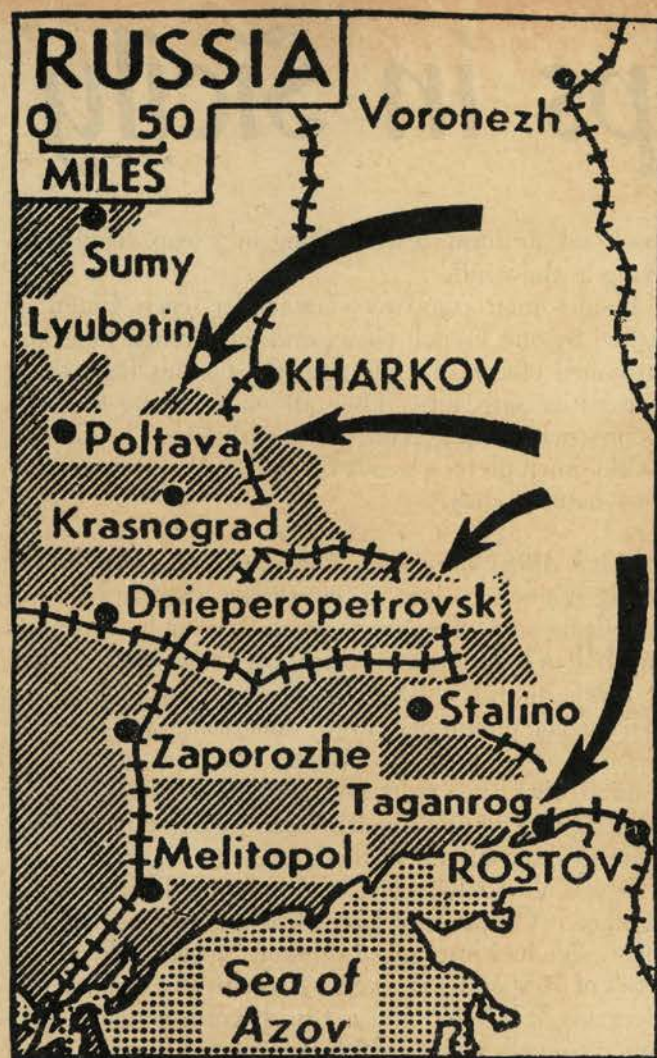 RUSSIA
0 50
MILES
Voronezh
Sumy
Lyubotin
KHARKOV
Poltava
Krasnograd
Dnieperopetrovsk
Stalino
Zaporozhe
Taganrog
Melitopol
ROSTOV
Sea of
Azov